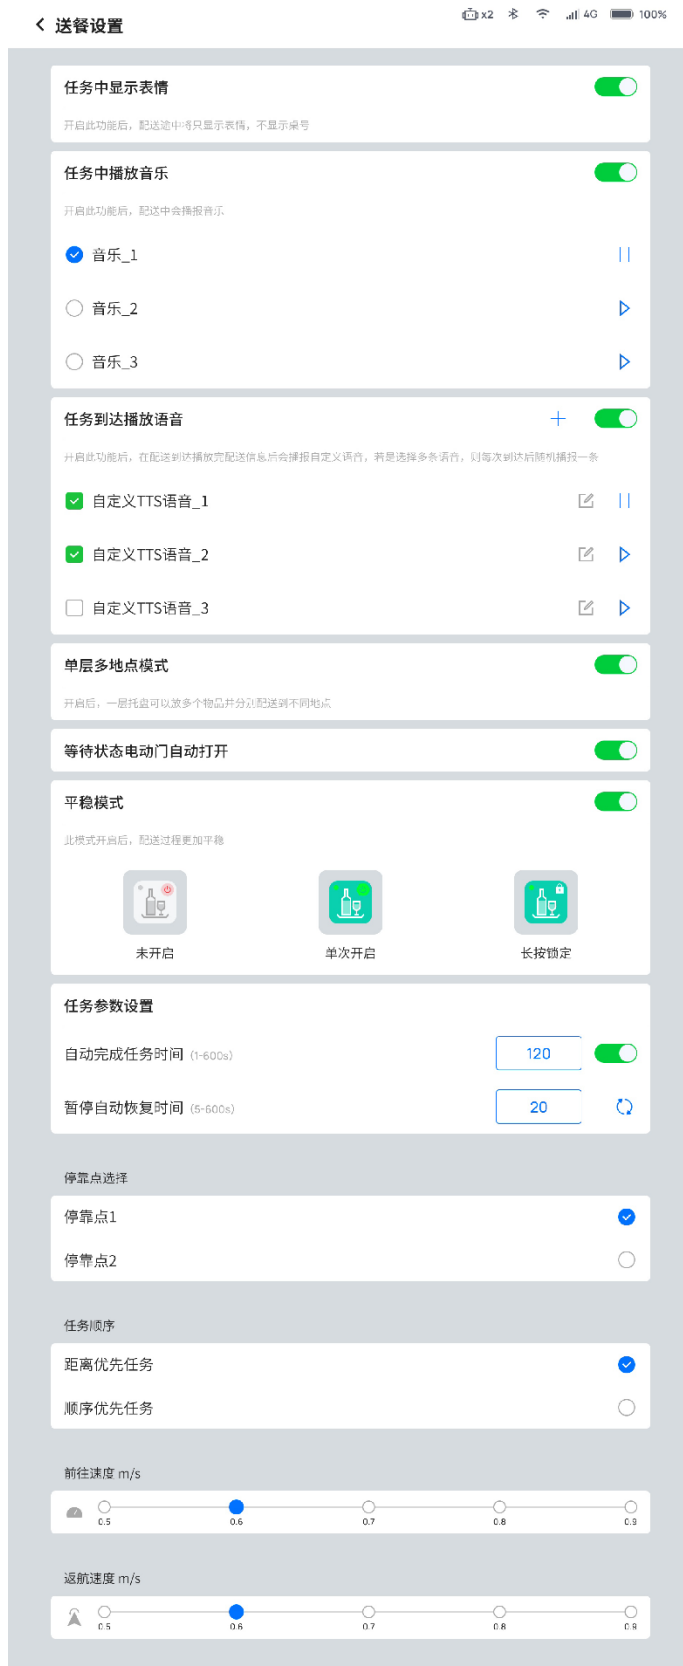 x2 4G 100%
送餐设置
任务中显示表情
开启此功能后，配送途中将只显示表情，不显示桌号
任务中播放音乐
开启此功能后，配送中会播报音乐
音乐_1
音乐_2
音乐_3
任务到达播放语音
开启此功能后，在配送到达播放完配送信息后会播报自定义语音，若是选择多条语音，则每次到达后随机播报一条
自定义TTS语音_1
自定义TTS语音_2
自定义TTS语音_3
单层多地点模式
开启后，一层托盘可以放多个物品并分别配送到不同地点
等待状态电动门自动打开
平稳模式
此模式开启后，配送过程更加平稳
未开启 单次开启 长按锁定
任务参数设置
自动完成任务时间 (1-600s) 120
暂停自动恢复时间 (5-600s) 20
停靠点选择
停靠点1
停靠点2
任务顺序
距离优先任务
顺序优先任务
前往速度 m/s
0.5 0.6 0.7 0.8 0.9
返航速度 m/s
0.5 0.6 0.7 0.8 0.9